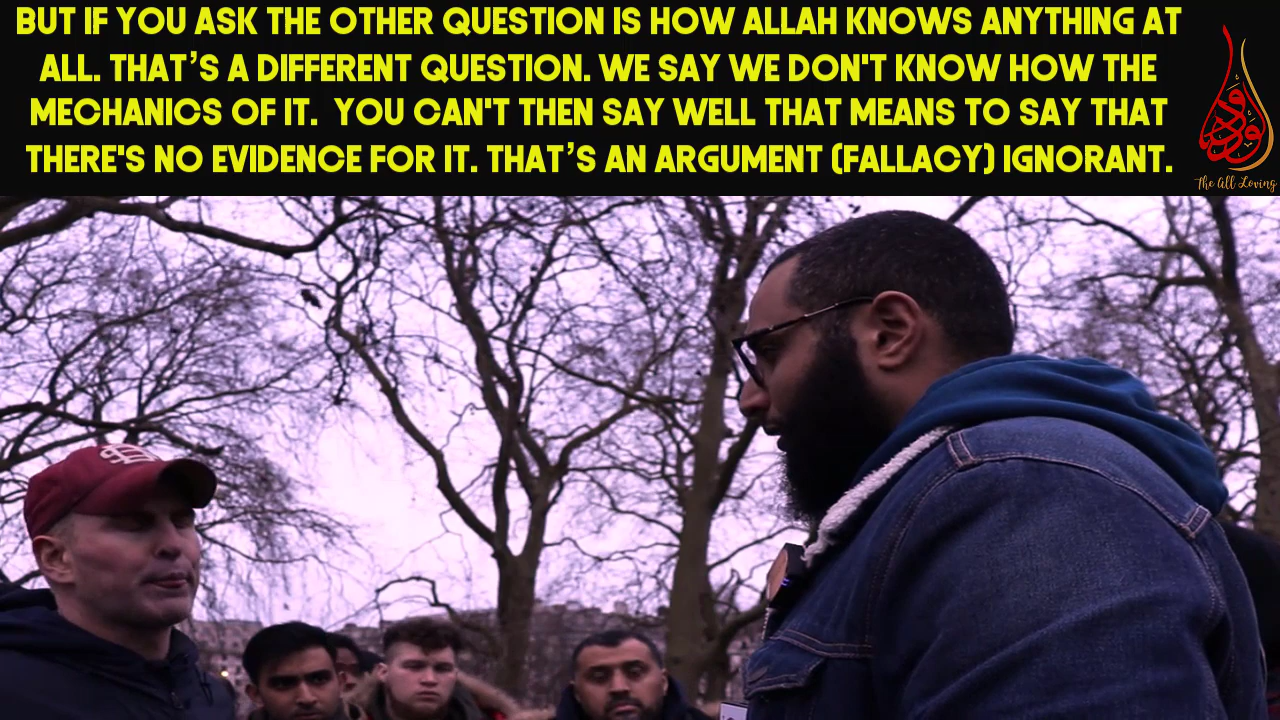 BUT IF YOU ASK THE OTHER QUESTION IS HOW ALLAH KNOWS ANYTHING AT
ALL. THAT'S A DIFFERENT QUESTION. WE SAY WE DON'T KNOW HOW THE
MECHANICS OF IT.  YOU CAN'T THEN SAY WELL THAT MEANS TO SAY THAT
THERE'S NO EVIDENCE FOR IT. THAT'S AN ARGUMENT (FALLACY) IGNORANT.
The All Loving